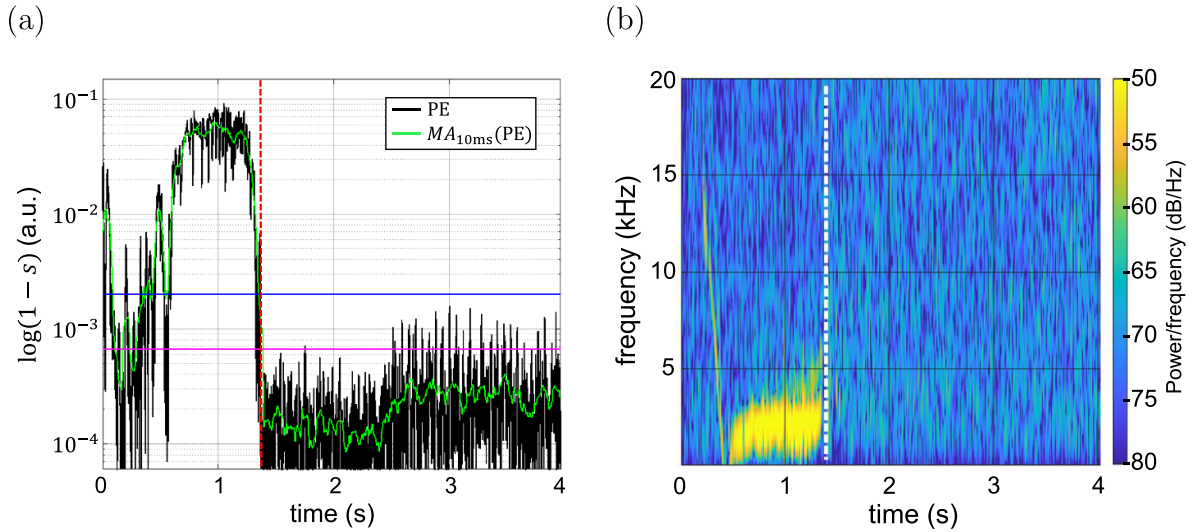 (a)
10⁻¹
10⁻²
10⁻³
10⁻⁴
log(1 − s) (a.u.)
PE
MA₁₀ₘₛ(PE)
0 1 2 3 4
time (s)
(b)
20
15
10
5
frequency (kHz)
0 1 2 3 4
time (s)
-50
-55
-60
-65
-70
-75
-80
Power/frequency (dB/Hz)